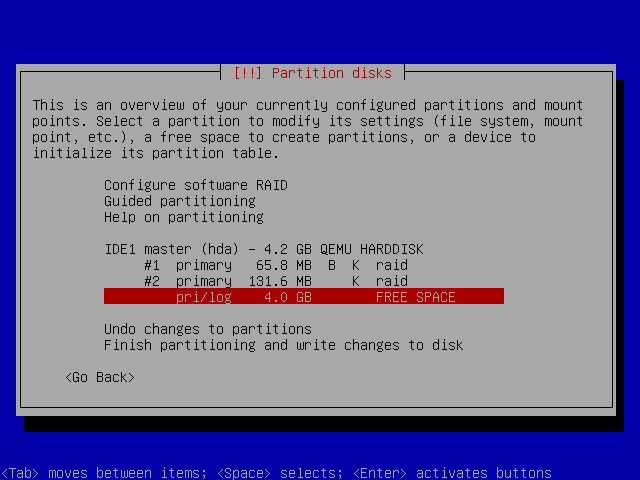 [!!] Partition disks
This is an overview of your currently configured partitions and mount
points. Select a partition to modify its settings (file system, mount
point, etc.), a free space to create partitions, or a device to
initialize its partition table.
Configure software RAID
Guided partitioning
Help on partitioning
IDE1 master (hda) - 4.2 GB QEMU HARDDISK
#1 primary 65.8 MB B K raid
#2 primary 131.6 MB K raid
pri/log 4.0 GB FREE SPACE
Undo changes to partitions
Finish partitioning and write changes to disk
<Go Back>
<Tab> moves between items; <Space> selects; <Enter> activates buttons